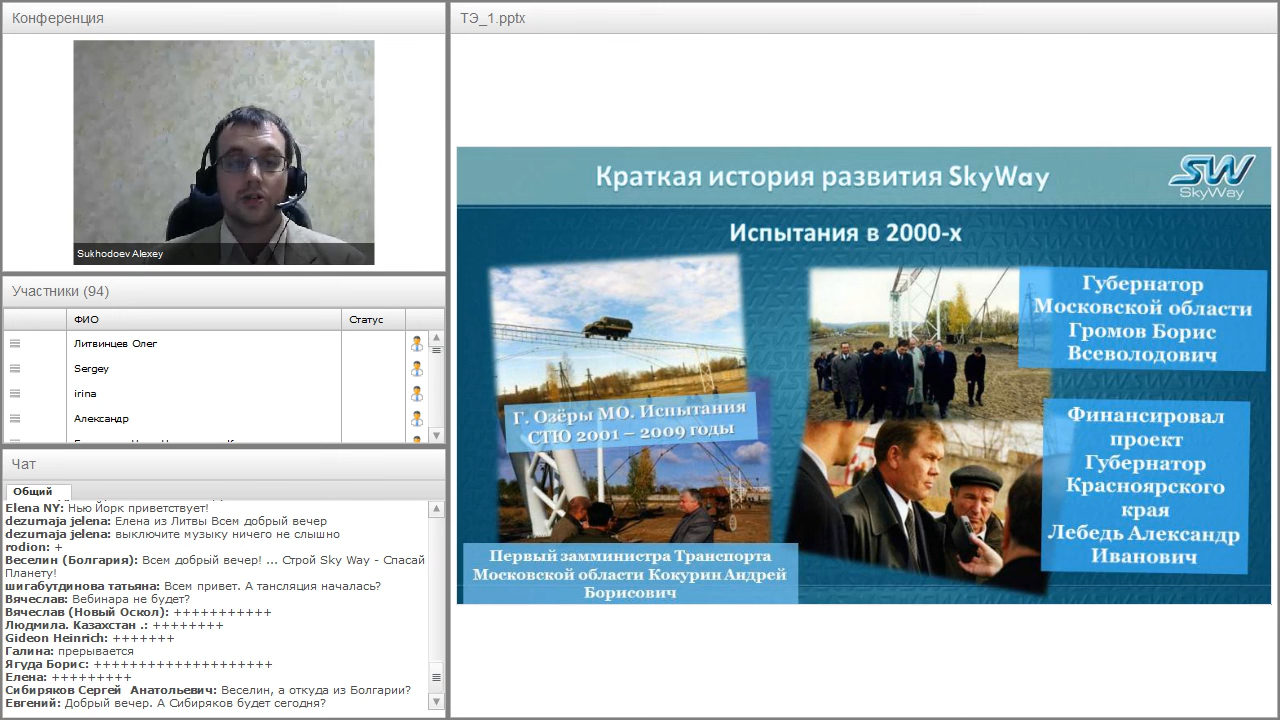 Конференция
Sukhodoev Alexey
Участники (94)
ФИО
Статус
Литвинцев Олег
Sergey
irina
Александр
Чат
Общий
Elena NY: Нью Йорк приветствует!
dezurnaja jelena: Елена из Литвы Всем добрый вечер
dezurnaja jelena: выключите музыку ничего не слышно
rodion: +
Веселин (Болгария): Всем добрый вечер! ... Строй Sky Way - Спасай
Планету!
шигабутдинова татьяна: Всем привет. А тансляция началась?
Вячеслав: Вебинара не будет?
Вячеслав (Новый Оскол): +++++++++++
Людмила. Казахстан .: ++++++++
Gideon Heinrich: +++++++
Галина: прерывается
Ягуда Борис: ++++++++++++++++++++
Елена: +++++++++
Сибиряков Сергей  Анатольевич: Веселин, а откуда из Болгарии?
Евгений: Добрый вечер. А Сибиряков будет сегодня?
ТЭ_1.pptx
Краткая история развития SkyWay
SW
SkyWay
Испытания в 2000-х
Г. Озёры МО. Испытания
СТЮ 2001 – 2009 годы
Первый замминистра Транспорта
Московской области Кокурин Андрей
Борисович
Губернатор
Московской области
Громов Борис
Всеволодович
Финансировал
проект
Губернатор
Красноярского
края
Лебедь Александр
Иванович